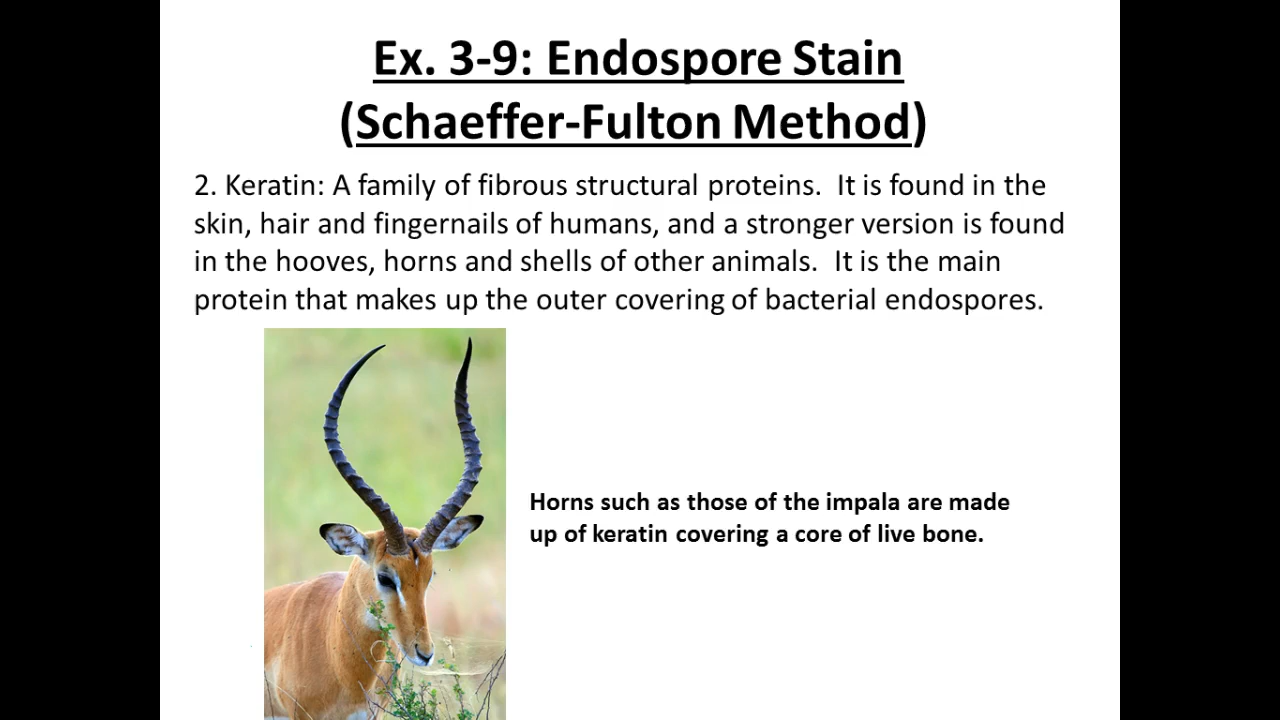 Ex. 3-9: Endospore Stain
(Schaeffer-Fulton Method)
2. Keratin: A family of fibrous structural proteins.  It is found in the
skin, hair and fingernails of humans, and a stronger version is found
in the hooves, horns and shells of other animals.  It is the main
protein that makes up the outer covering of bacterial endospores.
Horns such as those of the impala are made
up of keratin covering a core of live bone.